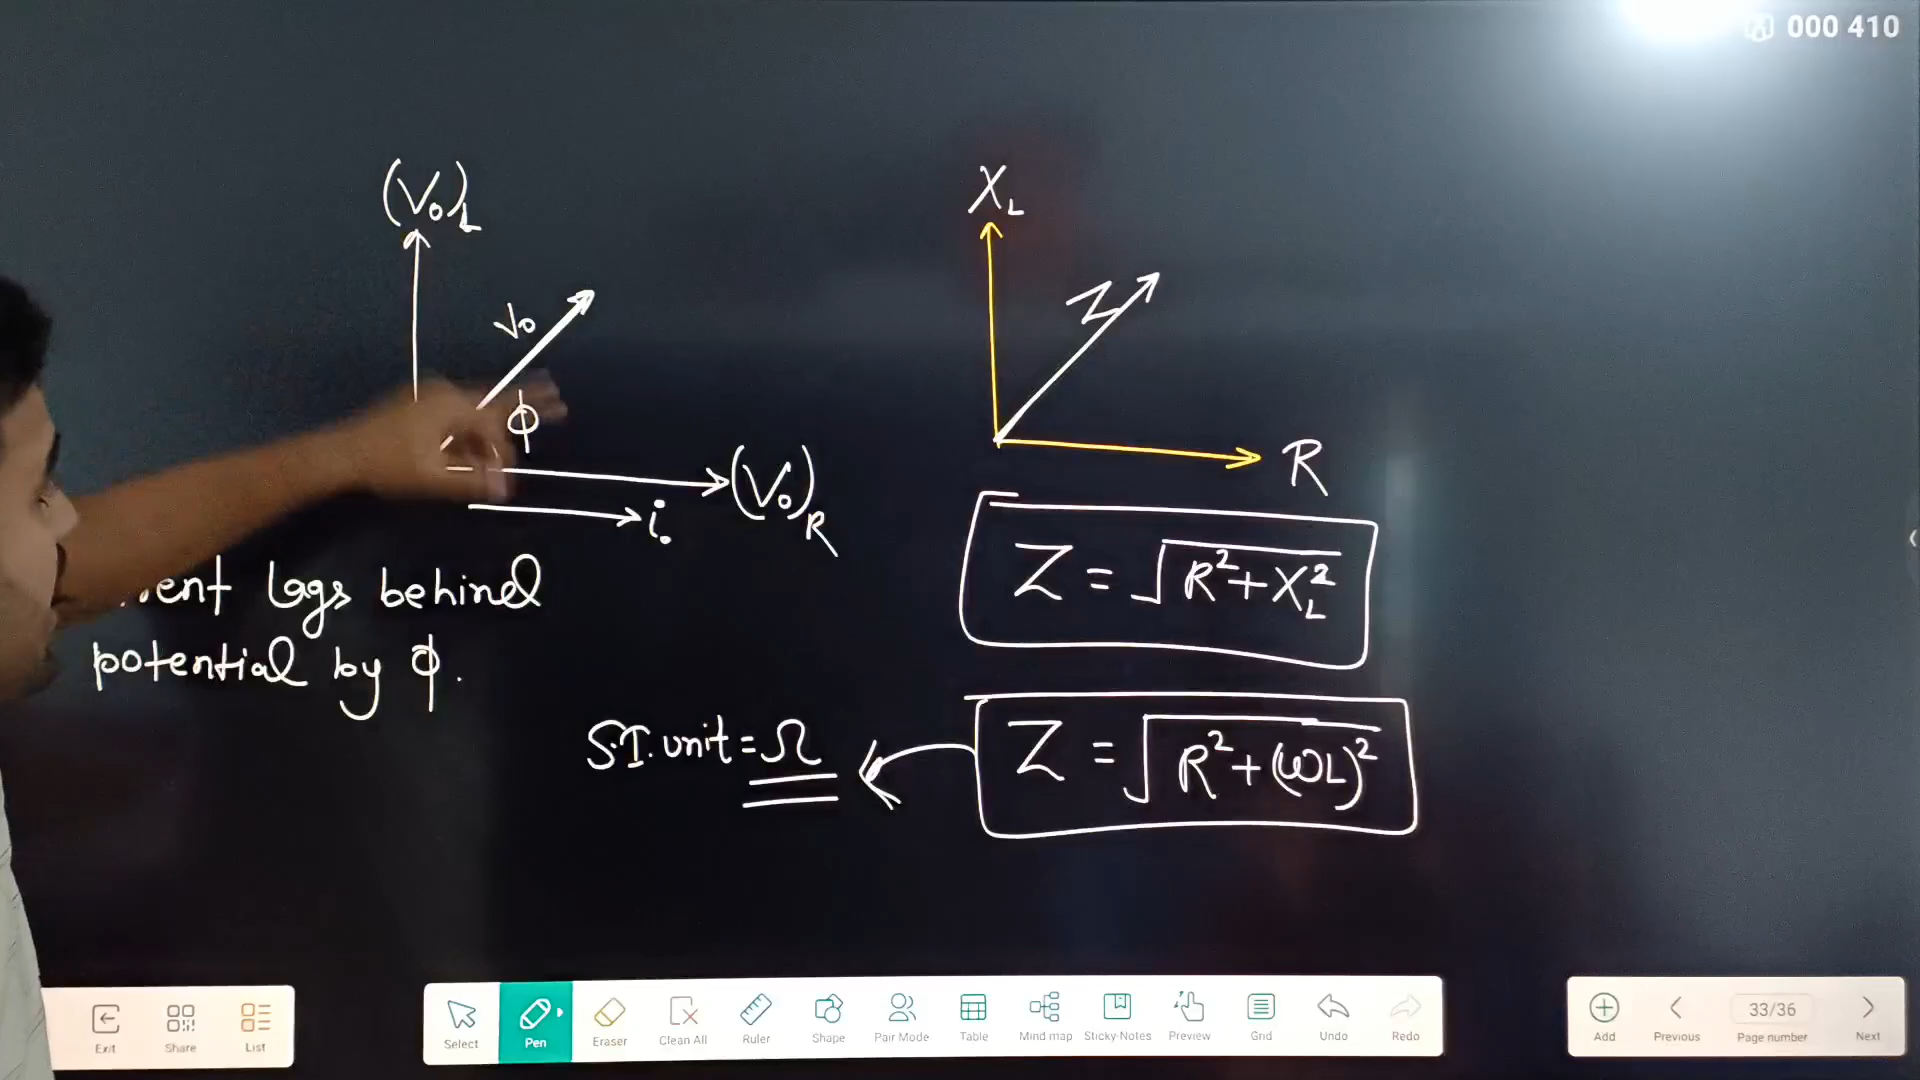 000 410
(V₀)L
V₀
ϕ
(V₀)R
i₀
lags behind
potential by ϕ.
XL
Z
R
Z = √R²+XL²
Z = √R²+(ωL)²
S.I. unit = Ω
Exit
Share
List
Select
Pen
Eraser
Clean All
Ruler
Shape
Pair Mode
Table
Mind map
Sticky-Notes
Preview
Grid
Undo
Redo
Add
Previous
33/36
Page number
Next